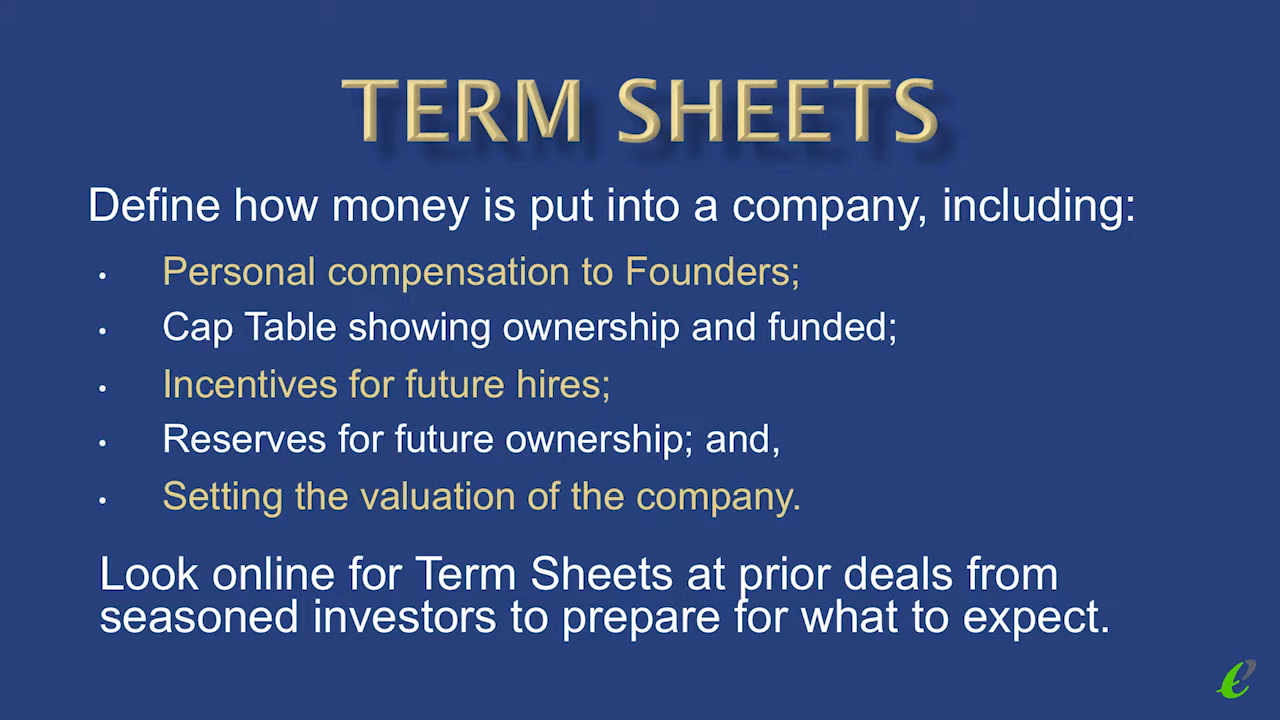 TERM SHEETS
Define how money is put into a company, including:
• Personal compensation to Founders;
• Cap Table showing ownership and funded;
• Incentives for future hires;
• Reserves for future ownership; and,
• Setting the valuation of the company.
Look online for Term Sheets at prior deals from
seasoned investors to prepare for what to expect.
e